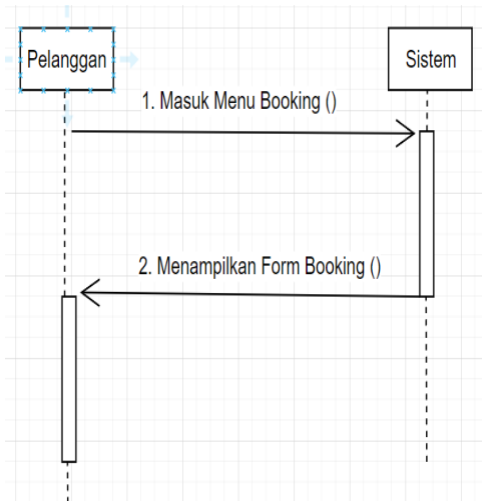 Pelanggan
Sistem
1. Masuk Menu Booking ()
2. Menampilkan Form Booking ()